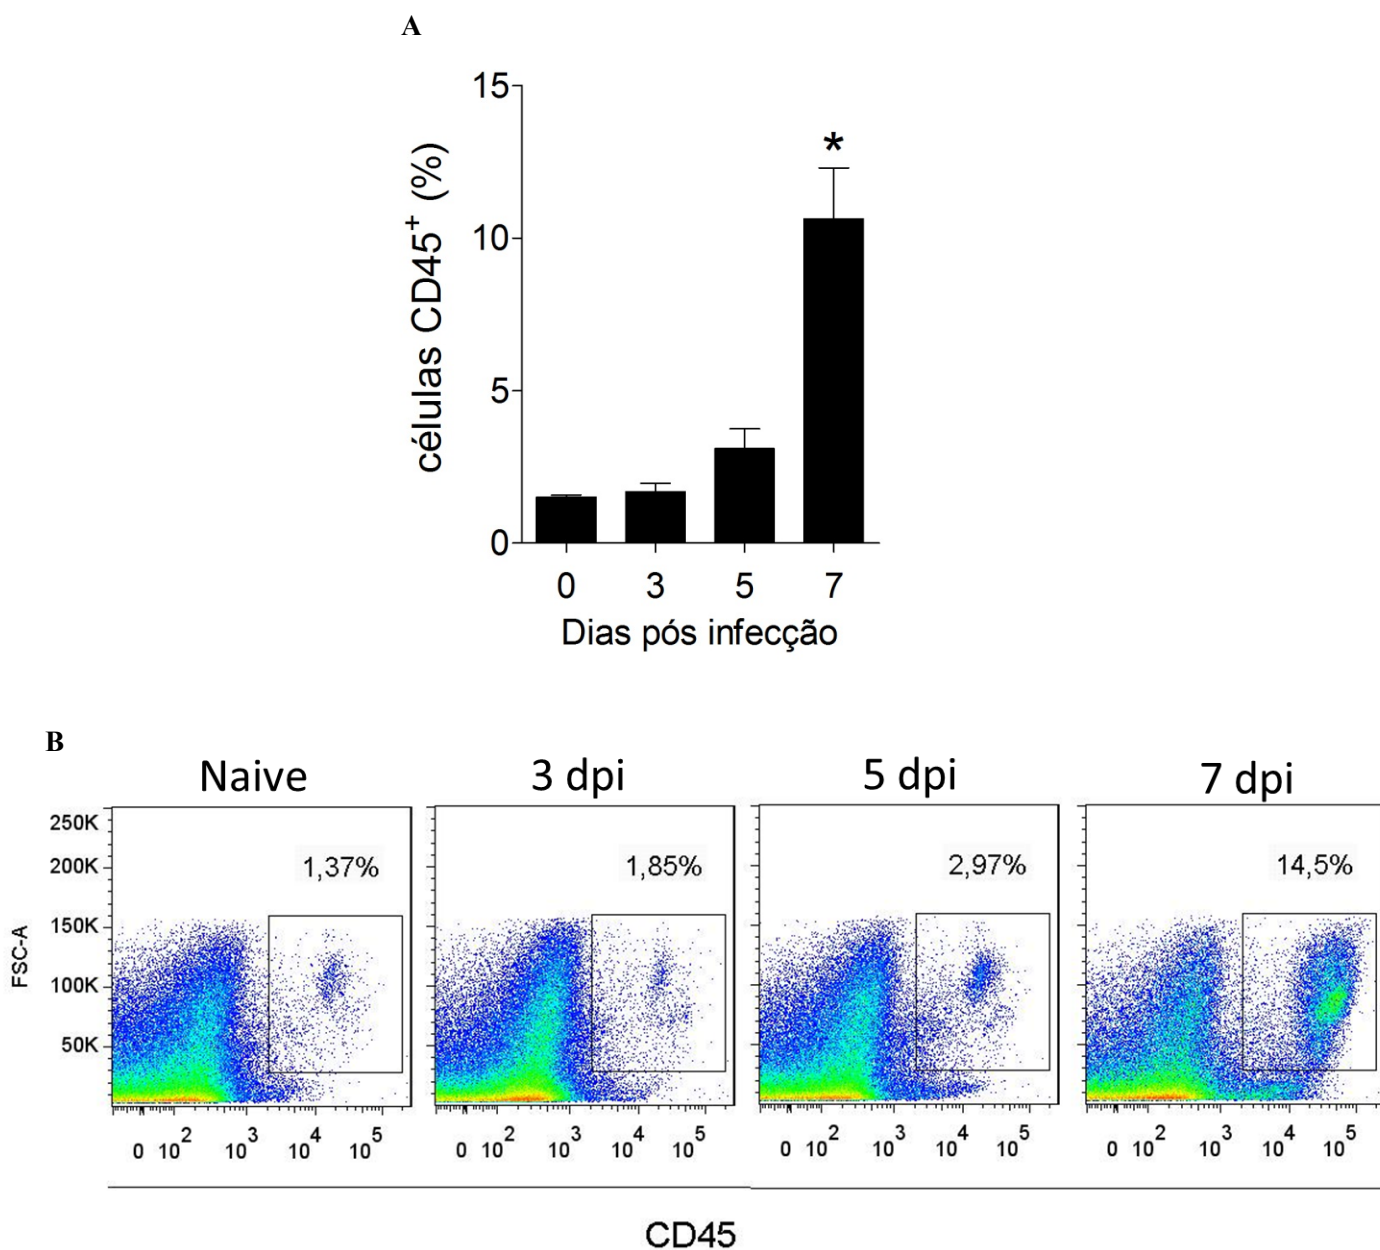 A
15
*
10
5
0
células CD45⁺ (%)
0 3 5 7
Dias pós infecção
B
Naive 3 dpi 5 dpi 7 dpi
250K
200K
150K
100K
50K
FSC-A
1,37% 1,85% 2,97% 14,5%
0 10² 10³ 10⁴ 10⁵ 0 10² 10³ 10⁴ 10⁵ 0 10² 10³ 10⁴ 10⁵ 0 10² 10³ 10⁴ 10⁵
CD45